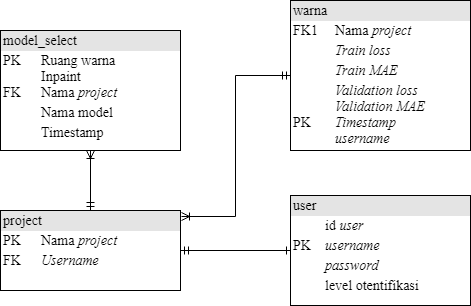 model_select
PK Ruang warna
Inpaint
FK Nama project
Nama model
Timestamp
warna
FK1 Nama project
Train loss
Train MAE
Validation loss
Validation MAE
PK Timestamp
username
project
PK Nama project
FK Username
user
id user
PK username
password
level otentifikasi